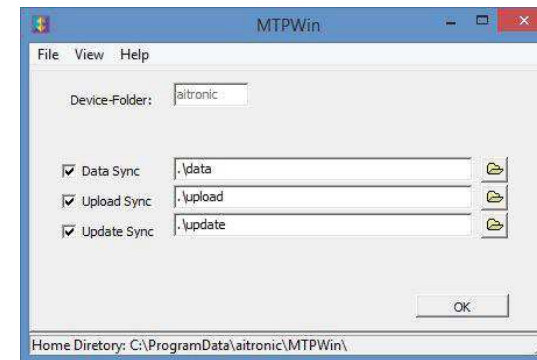 MTPWin
File View Help
Device-Folder: aitronic
Data Sync .\data
Upload Sync .\upload
Update Sync .\update
OK
Home Diretory: C:\ProgramData\aitronic\MTPWin\